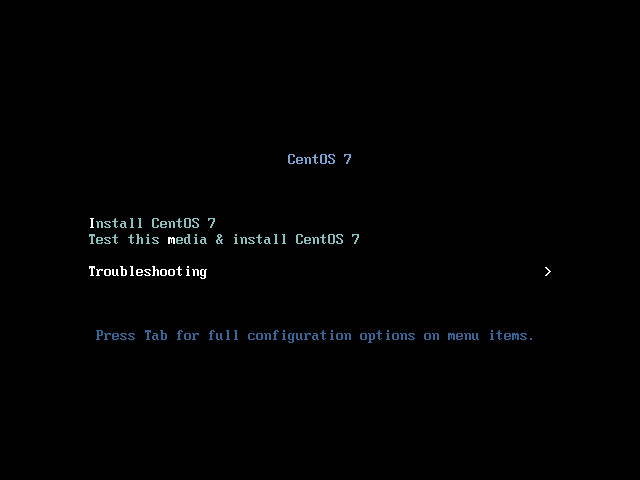 CentOS 7
Install CentOS 7
Test this media & install CentOS 7
Troubleshooting >
Press Tab for full configuration options on menu items.